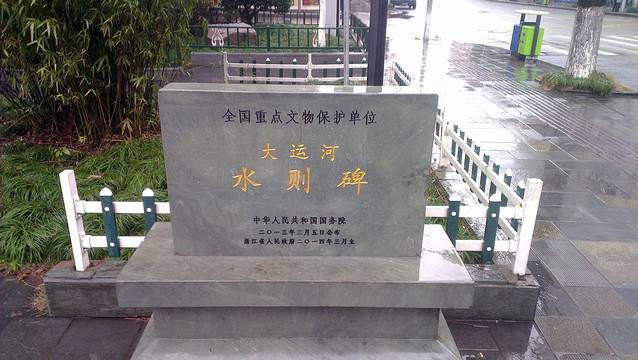 全国重点文物保护单位
大运河
水则碑
中华人民共和国国务院
二〇一三年三月五日公布
浙江省人民政府二〇一四年三月立